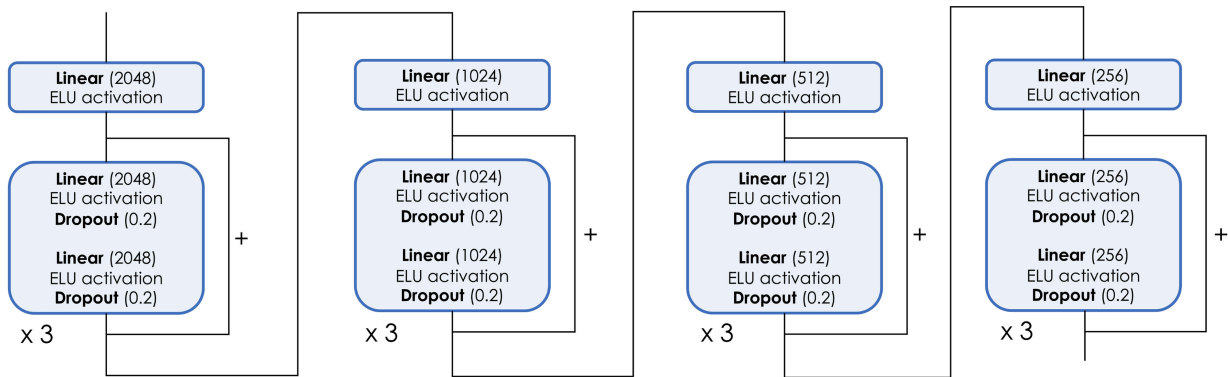 Linear (2048)
ELU activation
Linear (2048)
ELU activation
Dropout (0.2)
Linear (2048)
ELU activation
Dropout (0.2)
+
x 3
Linear (1024)
ELU activation
Linear (1024)
ELU activation
Dropout (0.2)
Linear (1024)
ELU activation
Dropout (0.2)
+
x 3
Linear (512)
ELU activation
Linear (512)
ELU activation
Dropout (0.2)
Linear (512)
ELU activation
Dropout (0.2)
+
x 3
Linear (256)
ELU activation
Linear (256)
ELU activation
Dropout (0.2)
Linear (256)
ELU activation
Dropout (0.2)
+
x 3